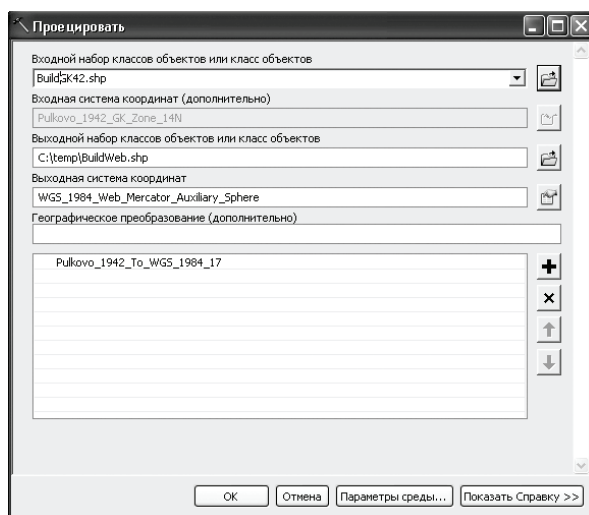 Проецировать
Входной набор классов объектов или класс объектов
BuildGK42.shp
Входная система координат (дополнительно)
Pulkovo_1942_GK_Zone_14N
Выходной набор классов объектов или класс объектов
C:\temp\BuildWeb.shp
Выходная система координат
WGS_1984_Web_Mercator_Auxiliary_Sphere
Географическое преобразование (дополнительно)
Pulkovo_1942_To_WGS_1984_17
OK
Отмена
Параметры среды...
Показать Справку >>